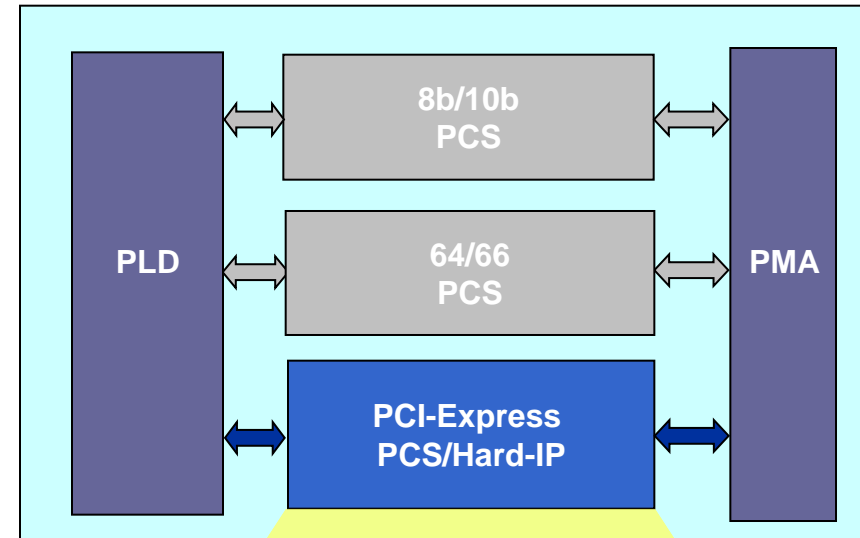 8b/10b
PCS
PLD
64/66
PCS
PMA
PCI-Express
PCS/Hard-IP